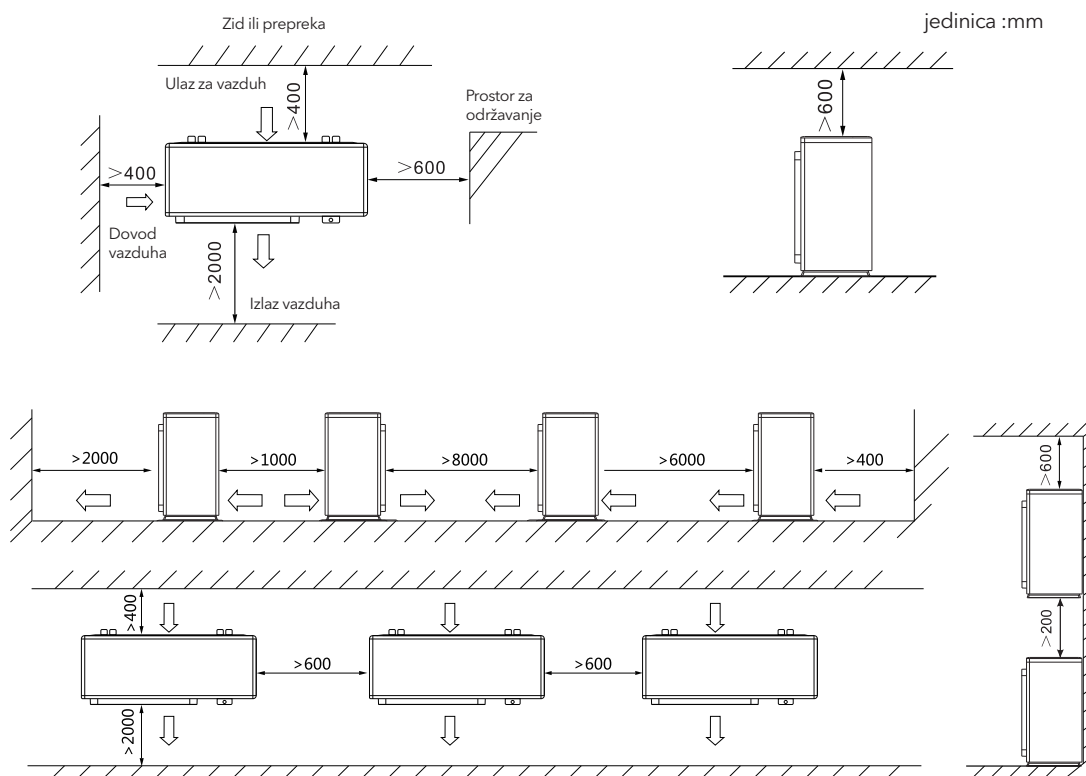 Zid ili prepreka
jedinica :mm
Ulaz za vazduh
>400
>600
Prostor za
održavanje
>400
>600
Dovod
vazduha
>2000
Izlaz vazduha
>2000
>1000
>8000
>6000
>400
>600
>200
>400
>600
>600
>2000